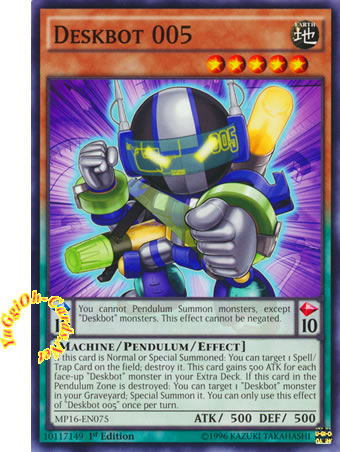 DESKBOT 005
EARTH
地
005
You cannot Pendulum Summon monsters, except
"Deskbot" monsters. This effect cannot be negated.
10
[MACHINE/PENDULUM/EFFECT]
If this card is Normal or Special Summoned: You can target 1 Spell/
Trap Card on the field; destroy it. This card gains 500 ATK for each
face-up "Deskbot" monster in your Extra Deck. If this card in the
Pendulum Zone is destroyed: You can target 1 "Deskbot" monster
in your Graveyard; Special Summon it. You can only use this effect
of "Deskbot 005" once per turn.
MP16-EN075
ATK/ 500 DEF/ 500
10117149 1st Edition
©1996 KAZUKI TAKAHASHI